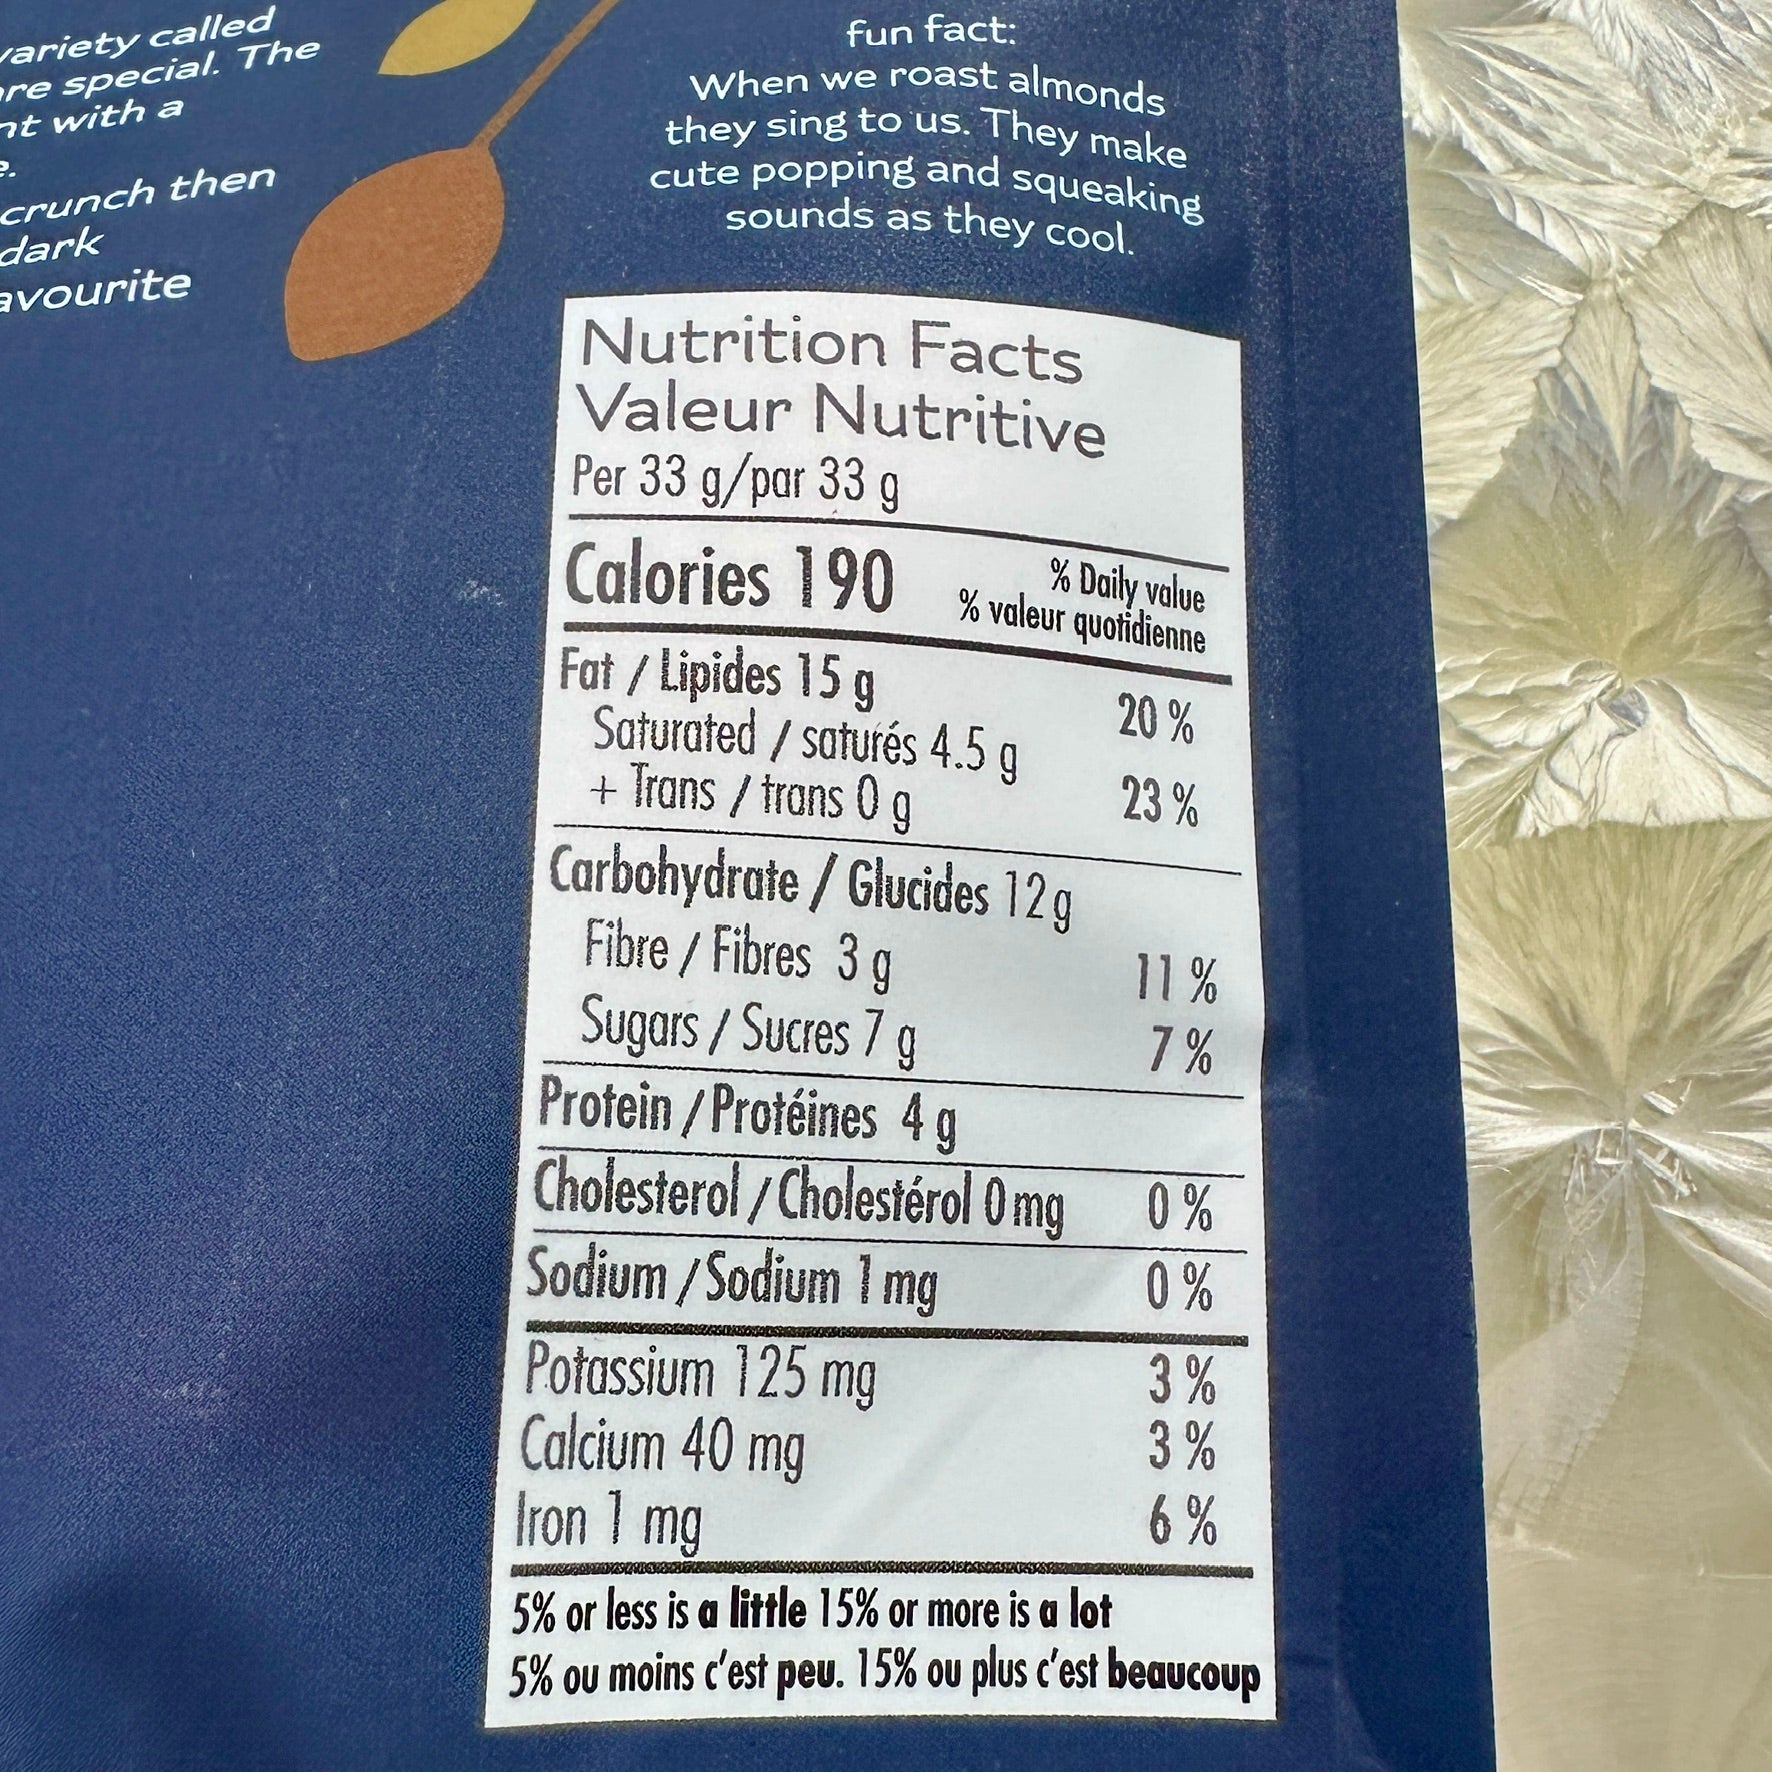 variety called
are special. The
nt with a
e.
crunch then
dark
avourite
fun fact:
When we roast almonds
they sing to us. They make
cute popping and squeaking
sounds as they cool.
Nutrition Facts
Valeur Nutritive
Per 33 g/par 33 g
Calories 190
% Daily value
% valeur quotidienne
Fat / Lipides 15 g 20 %
Saturated / saturés 4.5 g
+ Trans / trans 0 g 23 %
Carbohydrate / Glucides 12 g
Fibre / Fibres 3 g 11 %
Sugars / Sucres 7 g 7 %
Protein / Protéines 4 g
Cholesterol / Cholestérol 0 mg 0 %
Sodium / Sodium 1 mg 0 %
Potassium 125 mg 3 %
Calcium 40 mg 3 %
Iron 1 mg 6 %
5% or less is a little 15% or more is a lot
5% ou moins c'est peu. 15% ou plus c'est beaucoup